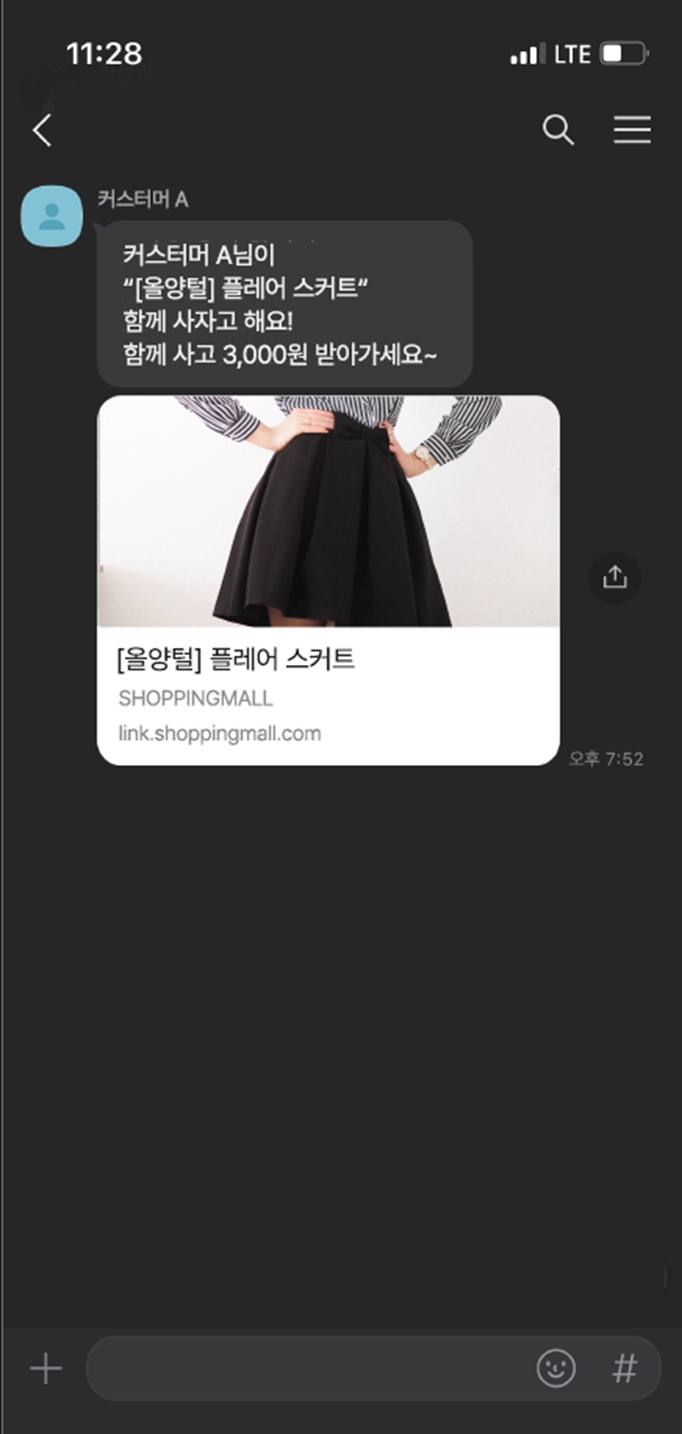 11:28
LTE
커스터머 A
커스터머 A님이
“[올양털] 플레어 스커트“
함께 사자고 해요!
함께 사고 3,000원 받아가세요~
[올양털] 플레어 스커트
SHOPPINGMALL
link.shoppingmall.com
오후 7:52
#